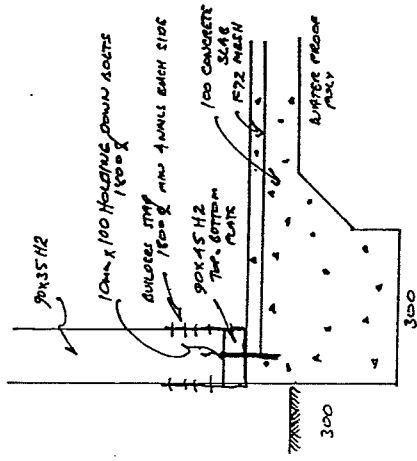 90x35 H2
10mm x 100 HOLDING DOWN BOLTS
1800 g
BUILDERS STRAP
1800 g MIN 4 NAILS EACH SIDE
90x45 H2
TOP & BOTTOM
PLATE
100 CONCRETE
SLAB
F72 MESH
WATER PROOF
POLY
300
300